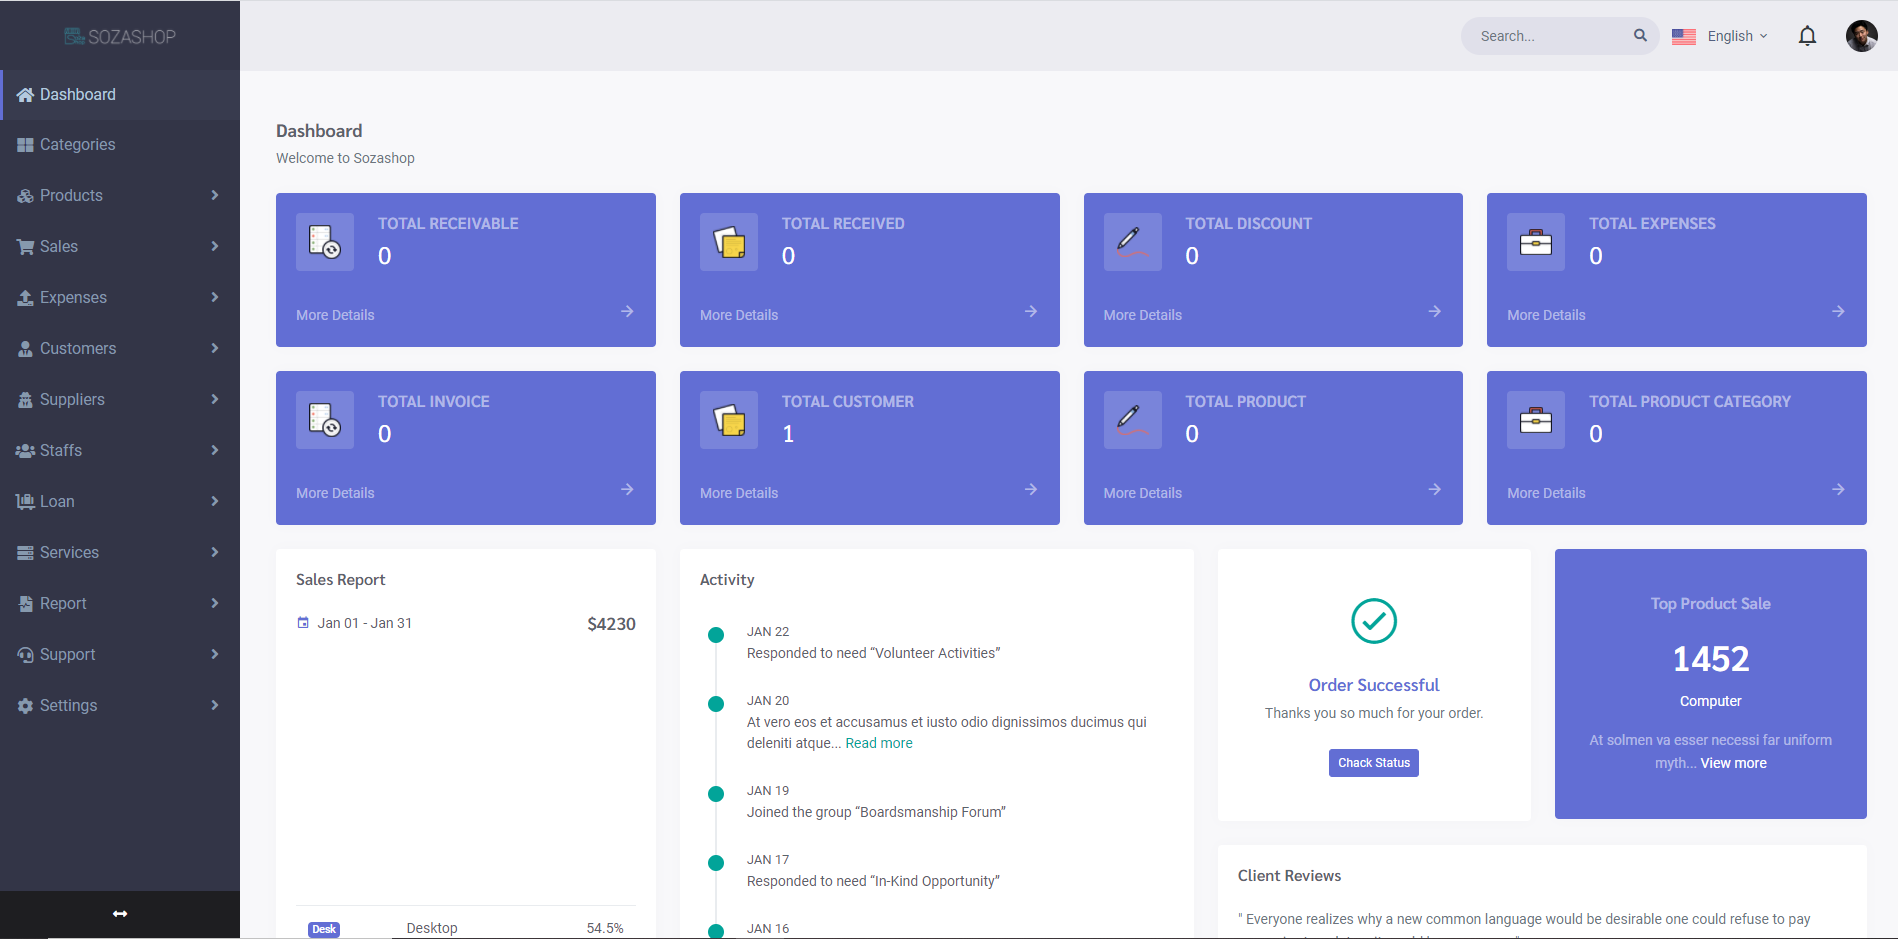 SOZASHOP
Search...
English
Dashboard
Categories
Products
Sales
Expenses
Customers
Suppliers
Staffs
Loan
Services
Report
Support
Settings
Dashboard
Welcome to Sozashop
TOTAL RECEIVABLE
0
More Details
TOTAL RECEIVED
0
More Details
TOTAL DISCOUNT
0
More Details
TOTAL EXPENSES
0
More Details
TOTAL INVOICE
0
More Details
TOTAL CUSTOMER
1
More Details
TOTAL PRODUCT
0
More Details
TOTAL PRODUCT CATEGORY
0
More Details
Sales Report
Jan 01 - Jan 31
$4230
Desk
Desktop
54.5%
Activity
JAN 22
Responded to need “Volunteer Activities”
JAN 20
At vero eos et accusamus et iusto odio dignissimos ducimus qui
deleniti atque... Read more
JAN 19
Joined the group “Boardsmanship Forum”
JAN 17
Responded to need “In-Kind Opportunity”
JAN 16
Order Successful
Thanks you so much for your order.
Chack Status
Top Product Sale
1452
Computer
At solmen va esser necessi far uniform
myth... View more
Client Reviews
" Everyone realizes why a new common language would be desirable one could refuse to pay